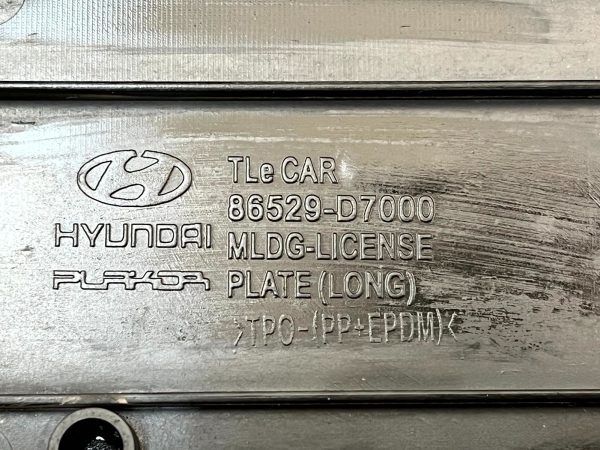 TLe CAR
86529-D7000
HYUNDAI
MLDG-LICENSE
PLAKOR
PLATE (LONG)
>TPO-(PP+EPDM)<